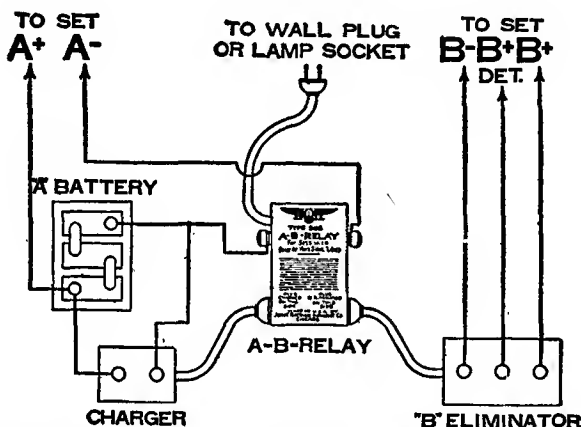 TO SET
A+ A-
TO WALL PLUG
OR LAMP SOCKET
TO SET
B-B+B+
DET.
"A" BATTERY
A-B-RELAY
A-B-RELAY
CHARGER
"B" ELIMINATOR